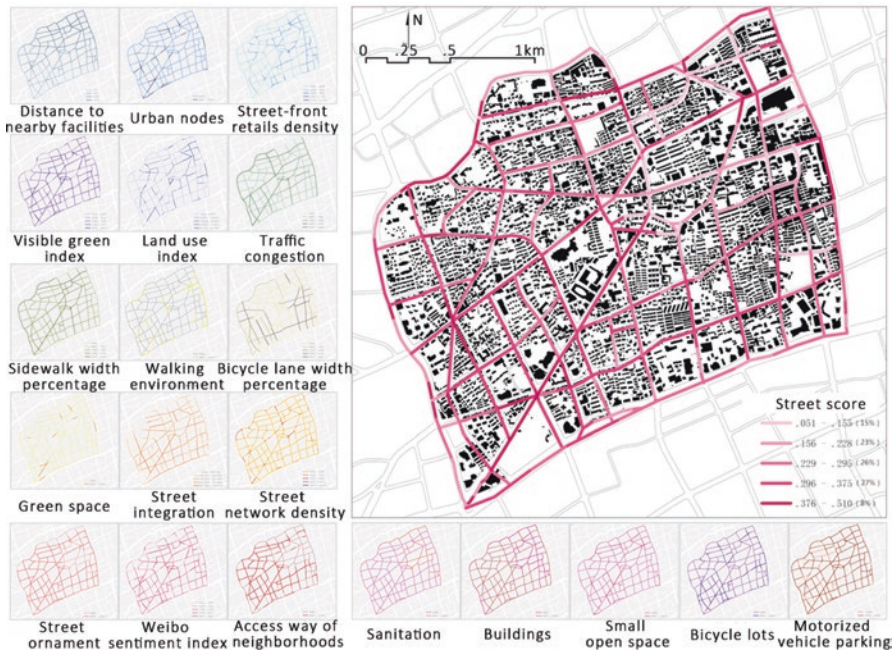 Distance to
nearby facilities
Urban nodes
Street-front
retails density
Visible green
index
Land use
index
Traffic
congestion
Sidewalk width
percentage
Walking
environment
Bicycle lane width
percentage
Green space
Street
integration
Street
network density
Street
ornament
Weibo
sentiment index
Access way of
neighborhoods
N
0 .25 .5 1km
Street score
.051 - .155 (15%)
.156 - .228 (23%)
.229 - .295 (26%)
.296 - .375 (27%)
.376 - .510 (9%)
Sanitation
Buildings
Small
open space
Bicycle lots
Motorized
vehicle parking